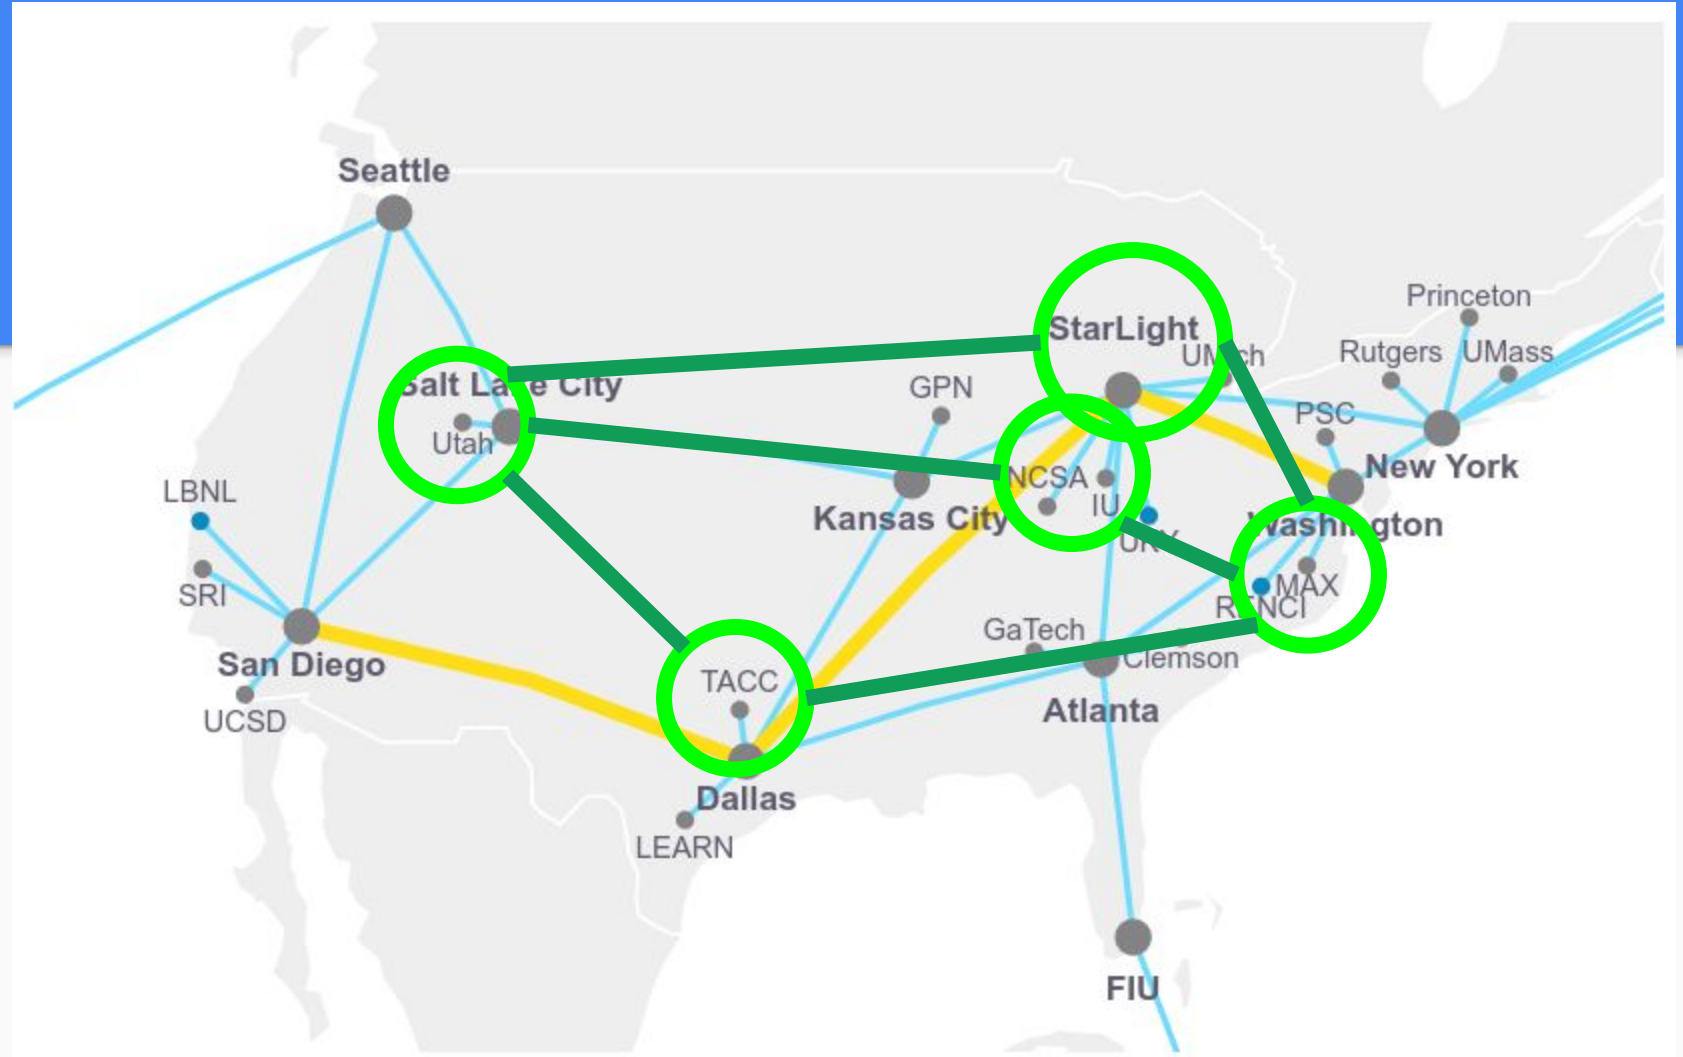 Seattle
Princeton
StarLight
UMich
Rutgers
UMass
Salt Lake City
GPN
PSC
Utah
New York
NCSA
LBNL
IU
Kansas City
Washington
UKY
SRI
MAX
RENCI
GaTech
Clemson
San Diego
TACC
UCSD
Atlanta
Dallas
LEARN
FIU